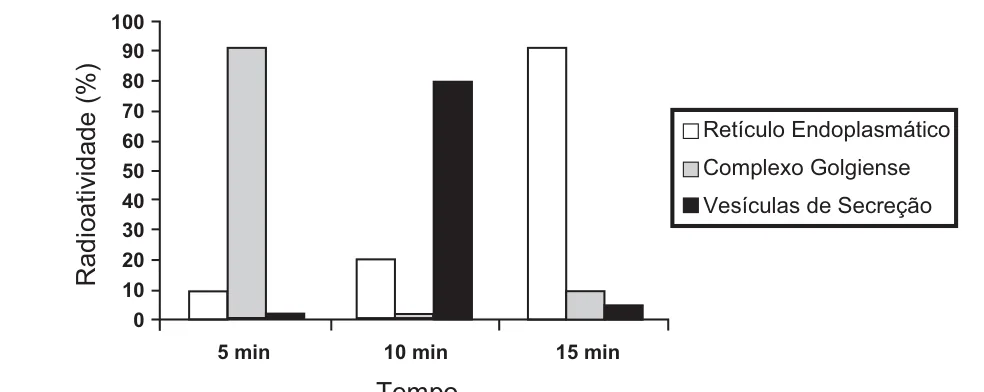 100
90
80
70
60
50
40
30
20
10
0
Radioatividade (%)
5 min
10 min
15 min
Tempo
Retículo Endoplasmático
Complexo Golgiense
Vesículas de Secreção